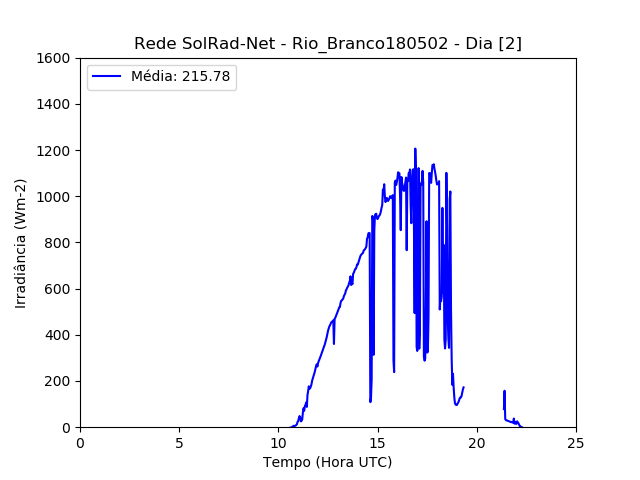 Rede SolRad-Net - Rio_Branco180502 - Dia [2]
Média: 215.78
1600
1400
1200
1000
800
600
400
200
0
Irradiância (Wm-2)
0 5 10 15 20 25
Tempo (Hora UTC)